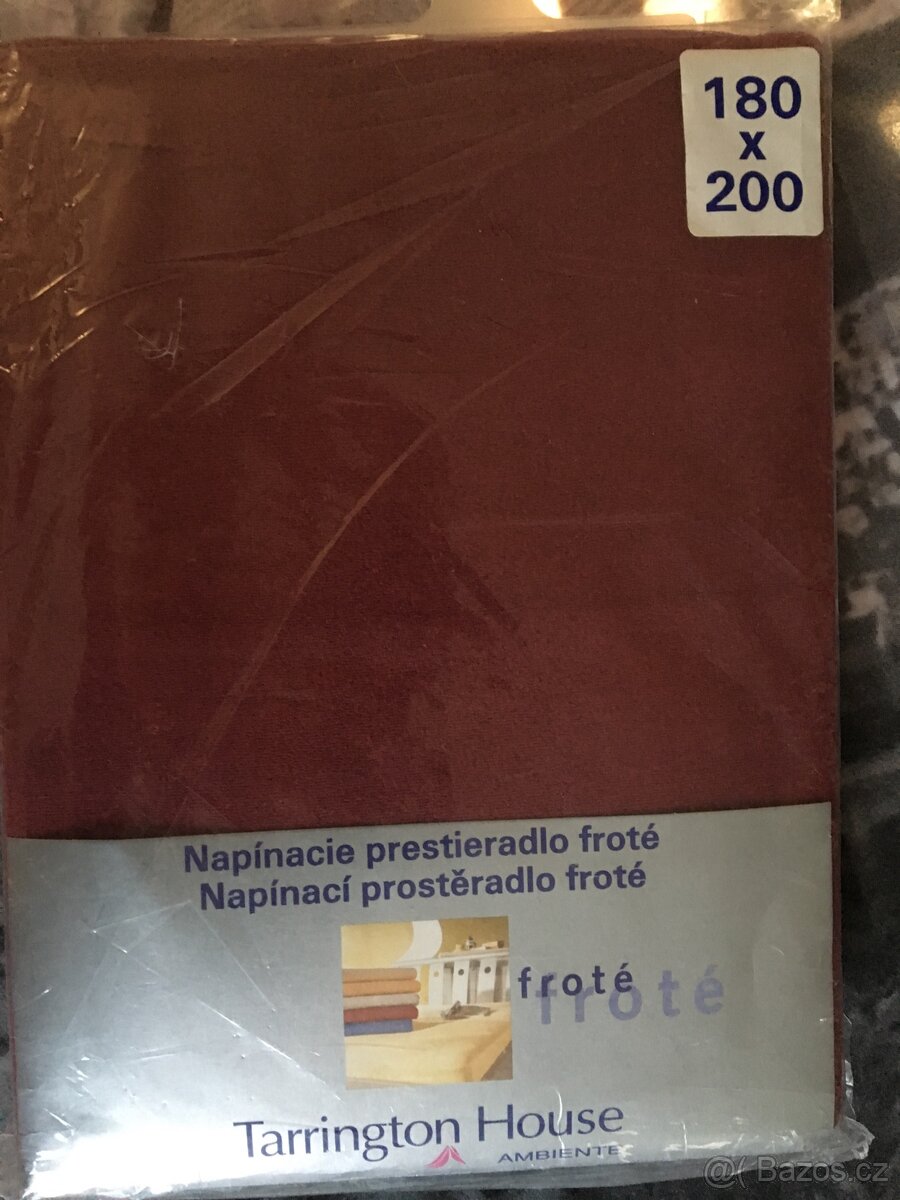 180
x
200
Napínacie prestieradlo froté
Napínací prostěradlo froté
froté
froté
Tarrington House
AMBIENTE
@( Bazos.cz